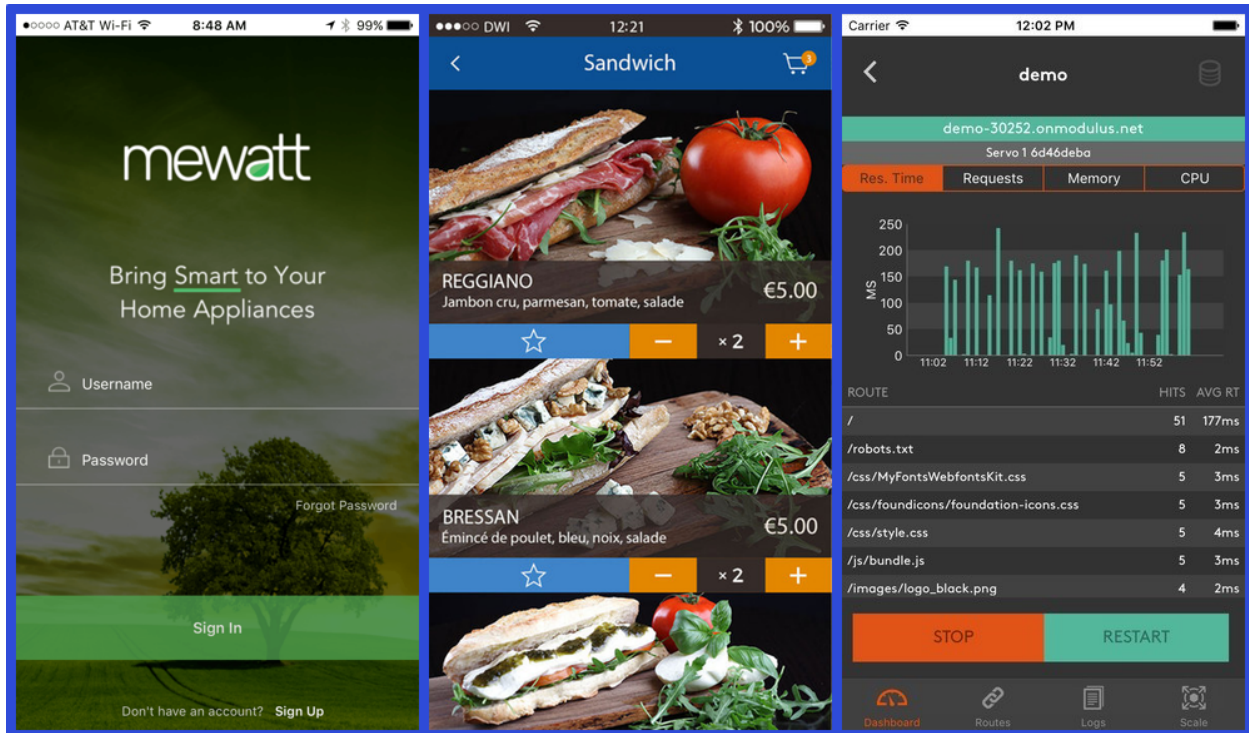 AT&T Wi-Fi 8:48 AM 99%
mewatt
Bring Smart to Your
Home Appliances
Username
Password
Forgot Password
Sign In
Don't have an account? Sign Up
DWI 12:21 100%
Sandwich
3
REGGIANO
Jambon cru, parmesan, tomate, salade
€5.00
× 2
BRESSAN
Émincé de poulet, bleu, noix, salade
€5.00
× 2
Carrier 12:02 PM
demo
demo-30252.onmodulus.net
Servo 1 6d46deba
Res. Time Requests Memory CPU
250
200
150
100
50
0
MS
11:02 11:12 11:22 11:32 11:42 11:52
ROUTE HITS AVG RT
/ 51 177ms
/robots.txt 8 2ms
/css/MyFontsWebfontsKit.css 5 3ms
/css/foundicons/foundation-icons.css 5 3ms
/css/style.css 5 4ms
/js/bundle.js 5 3ms
/images/logo_black.png 4 2ms
STOP RESTART
Dashboard Routes Logs Scale